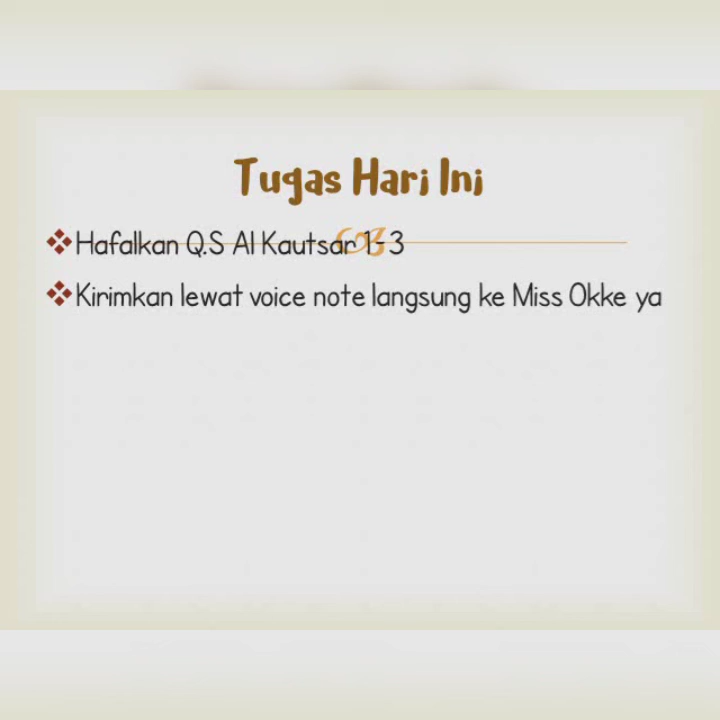 Tugas Hari Ini
Hafalkan Q.S Al Kautsar 1-3
Kirimkan lewat voice note langsung ke Miss Okke ya